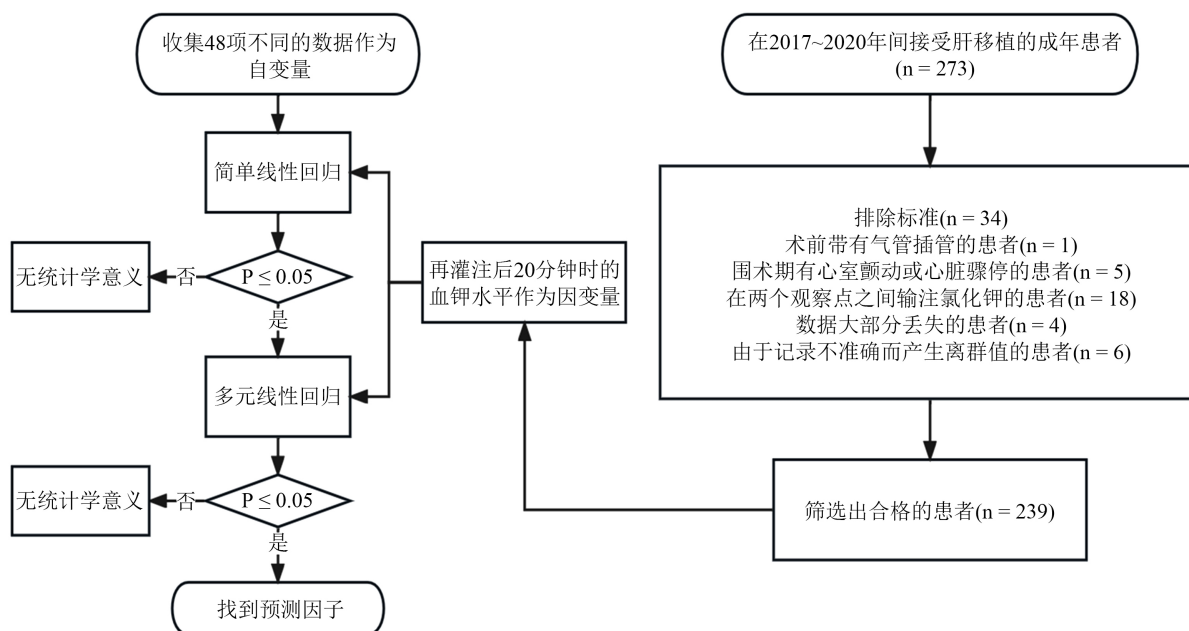 收集48项不同的数据作为
自变量
简单线性回归
无统计学意义
否
P ≤ 0.05
是
多元线性回归
无统计学意义
否
P ≤ 0.05
是
找到预测因子
再灌注后20分钟时的
血钾水平作为因变量
在2017~2020年间接受肝移植的成年患者
(n = 273)
排除标准(n = 34)
术前带有气管插管的患者(n = 1)
围术期有心室颤动或心脏骤停的患者(n = 5)
在两个观察点之间输注氯化钾的患者(n = 18)
数据大部分丢失的患者(n = 4)
由于记录不准确而产生离群值的患者(n = 6)
筛选出合格的患者(n = 239)